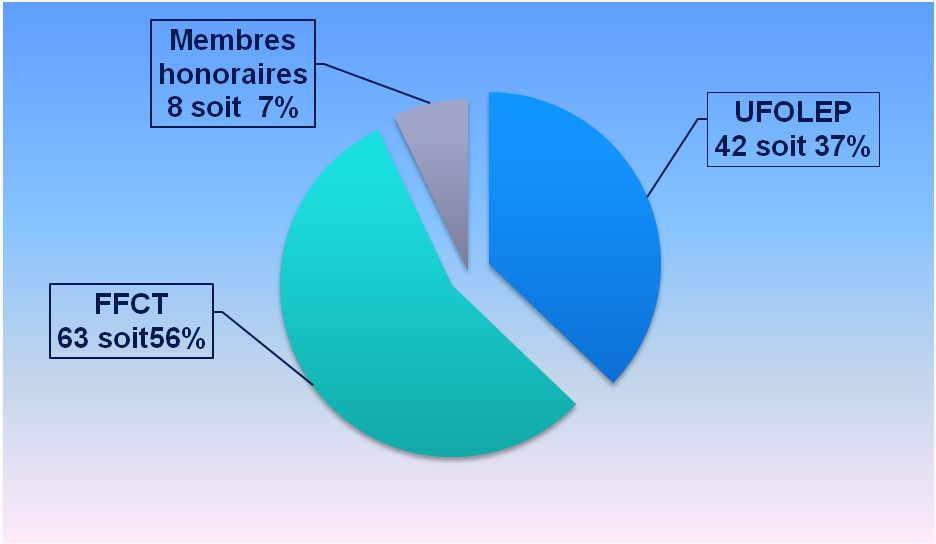 Membres
honoraires
8 soit  7%
UFOLEP
42 soit 37%
FFCT
63 soit56%